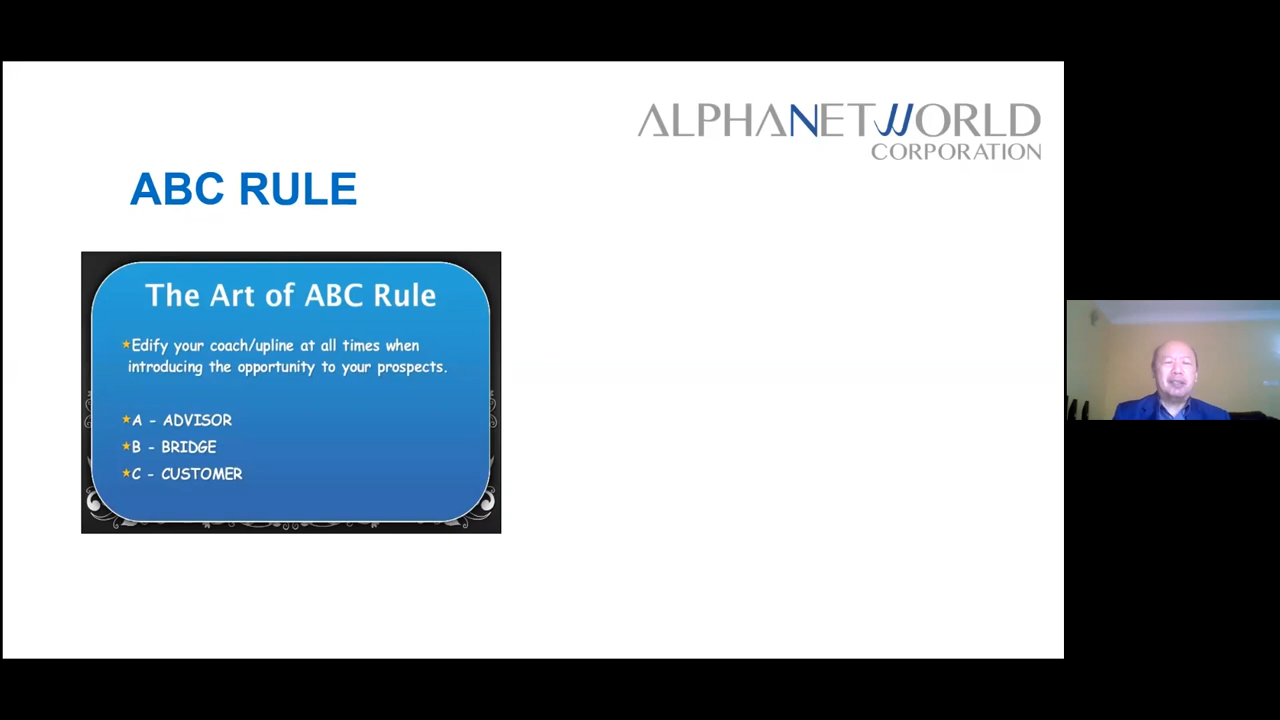 ALPHANETWORLD
CORPORATION
ABC RULE
The Art of ABC Rule
Edify your coach/upline at all times when
introducing the opportunity to your prospects.
A - ADVISOR
B - BRIDGE
C - CUSTOMER